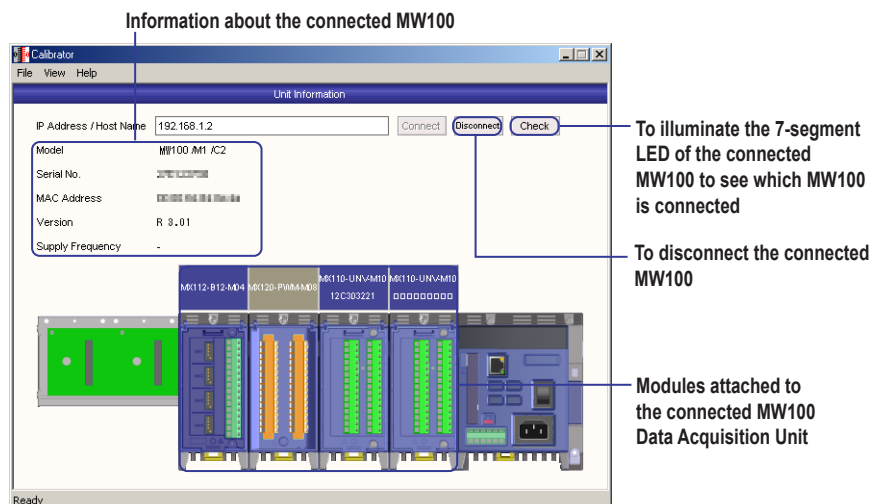 Information about the connected MW100
Calibrator
File View Help
Unit Information
IP Address / Host Name 192.168.1.2 Connect Disconnect Check
Model MW100 /M1 /C2
Serial No.
MAC Address
Version R 3.01
Supply Frequency -
To illuminate the 7-segment
LED of the connected
MW100 to see which MW100
is connected
To disconnect the connected
MW100
MX112-B12-M04 MX120-PWM-M08 MX110-UNV-M10 MX110-UNV-M10
12C303221 □□□□□□□□□
Modules attached to
the connected MW100
Data Acquisition Unit
Ready